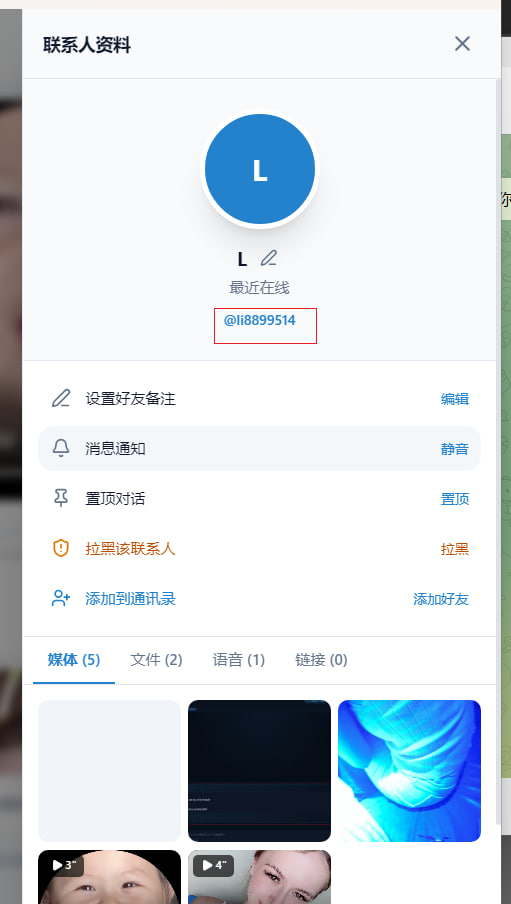 联系人资料
L
L
最近在线
@li8899514
设置好友备注 编辑
消息通知 静音
置顶对话 置顶
拉黑该联系人 拉黑
添加到通讯录 添加好友
媒体 (5) 文件 (2) 语音 (1) 链接 (0)
3" 4"